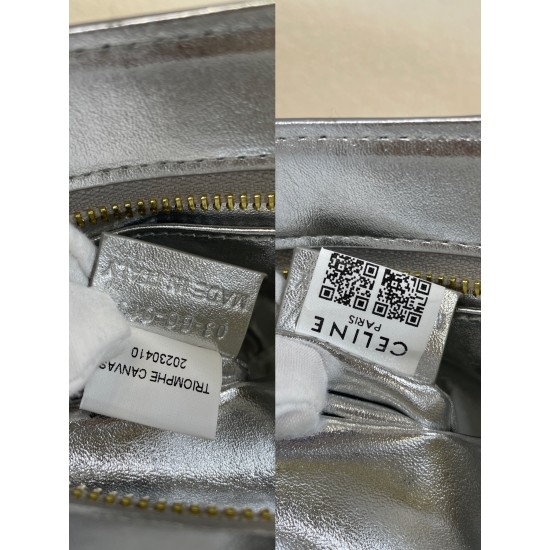 MADE IN ITALY
TRIOMPHE CANVAS
20230410
CELINE
PARIS